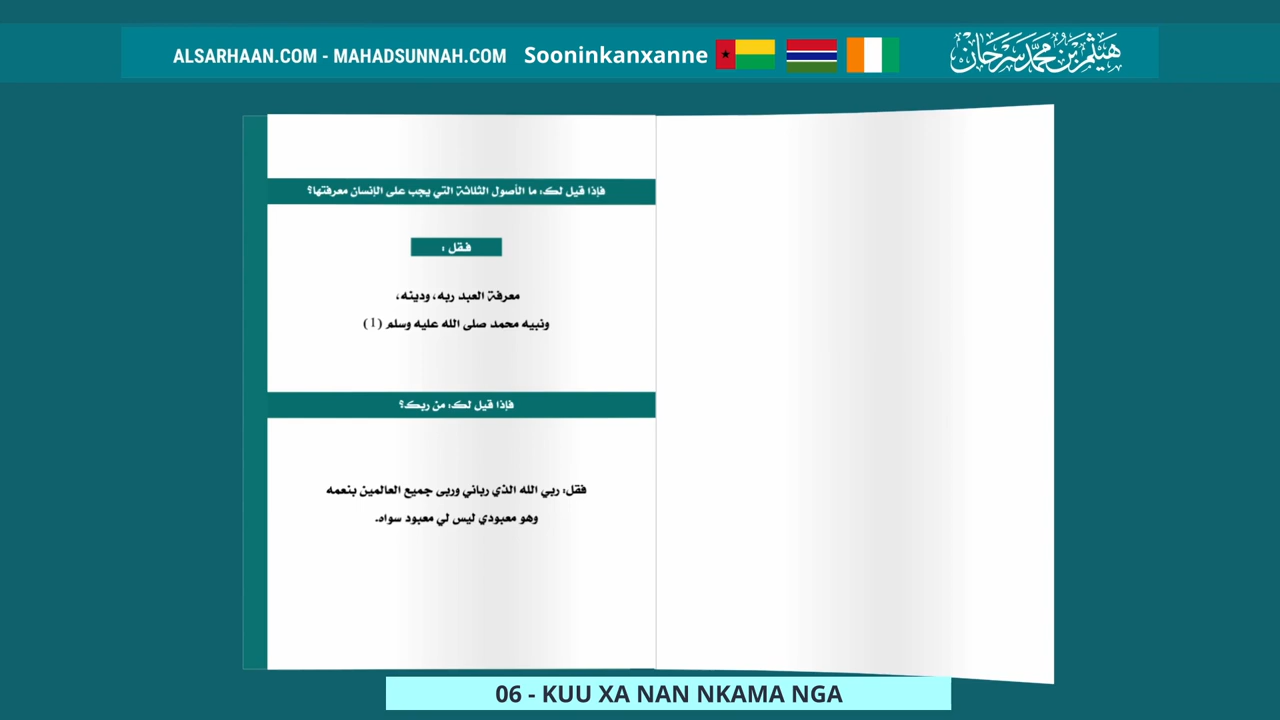 ALSARHAAN.COM - MAHADSUNNAH.COM Sooninkanxanne هيثم بن محمد سرحان
فإذا قيل لك: ما الأصول الثلاثة التي يجب على الإنسان معرفتها؟
فقل :
معرفة العبد ربه، ودينه،
ونبيه محمد صلى الله عليه وسلم (1)
فإذا قيل لك: من ربك؟
فقل: ربي الله الذي رباني وربى جميع العالمين بنعمه
وهو معبودي ليس لي معبود سواه.
06 - KUU XA NAN NKAMA NGA